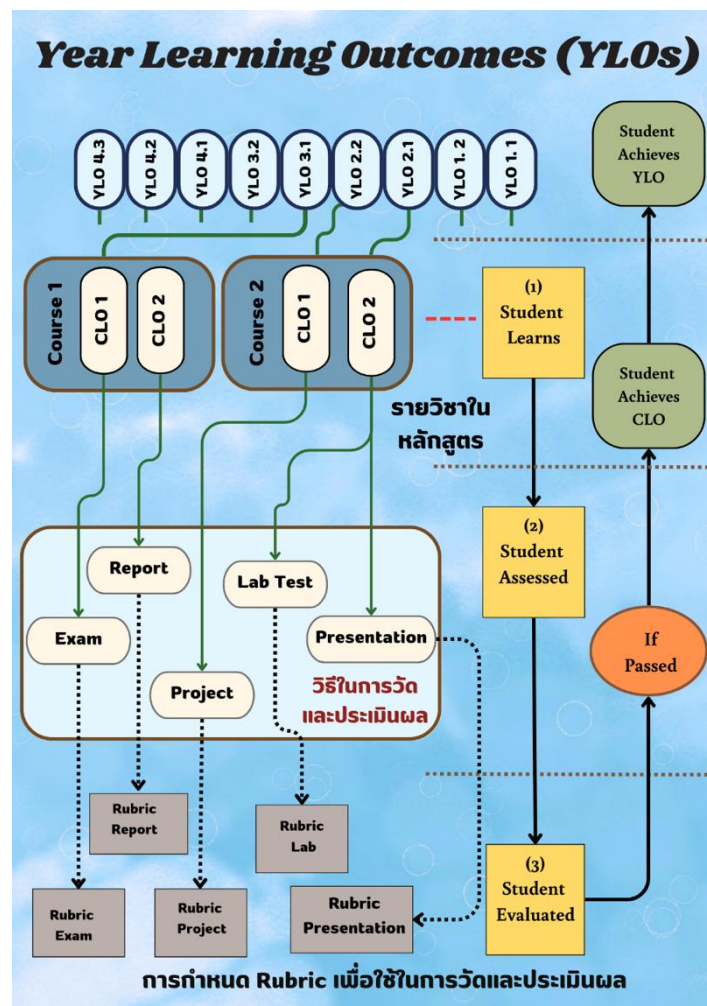 Year Learning Outcomes (YLOs)
YLO 4.3
YLO 4.2
YLO 4.1
YLO 3.2
YLO 3.1
YLO 2.2
YLO 2.1
YLO 1. 2
YLO 1. 1
Student
Achieves
YLO
Course 1
CLO 1
CLO 2
Course 2
CLO 1
CLO 2
(1)
Student
Learns
Student
Achieves
CLO
รายวิชาใน
หลักสูตร
(2)
Student
Assessed
Report
Lab Test
Exam
Presentation
Project
วิธีในการวัด
และประเมินผล
If
Passed
Rubric
Report
Rubric
Lab
(3)
Student
Evaluated
Rubric
Exam
Rubric
Project
Rubric
Presentation
การกำหนด Rubric เพื่อใช้ในการวัดและประเมินผล